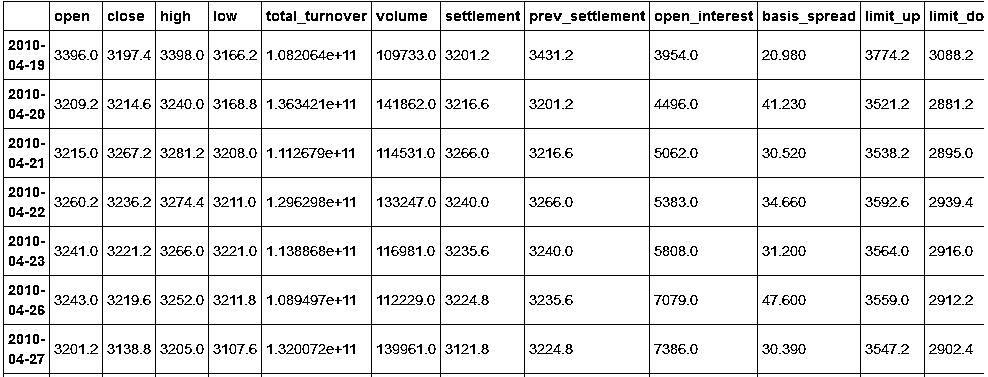 open close high low total_turnover volume settlement prev_settlement open_interest basis_spread limit_up limit_do
2010-04-19 3396.0 3197.4 3398.0 3166.2 1.082064e+11 109733.0 3201.2 3431.2 3954.0 20.980 3774.2 3088.2
2010-04-20 3209.2 3214.6 3240.0 3168.8 1.363421e+11 141862.0 3216.6 3201.2 4496.0 41.230 3521.2 2881.2
2010-04-21 3215.0 3267.2 3281.2 3208.0 1.112679e+11 114531.0 3266.0 3216.6 5062.0 30.520 3538.2 2895.0
2010-04-22 3260.2 3236.2 3274.4 3211.0 1.296298e+11 133247.0 3240.0 3266.0 5383.0 34.660 3592.6 2939.4
2010-04-23 3241.0 3221.2 3266.0 3221.0 1.138868e+11 116981.0 3235.6 3240.0 5808.0 31.200 3564.0 2916.0
2010-04-26 3243.0 3219.6 3252.0 3211.8 1.089497e+11 112229.0 3224.8 3235.6 7079.0 47.600 3559.0 2912.2
2010-04-27 3201.2 3138.8 3205.0 3107.6 1.320072e+11 139961.0 3121.8 3224.8 7386.0 30.390 3547.2 2902.4